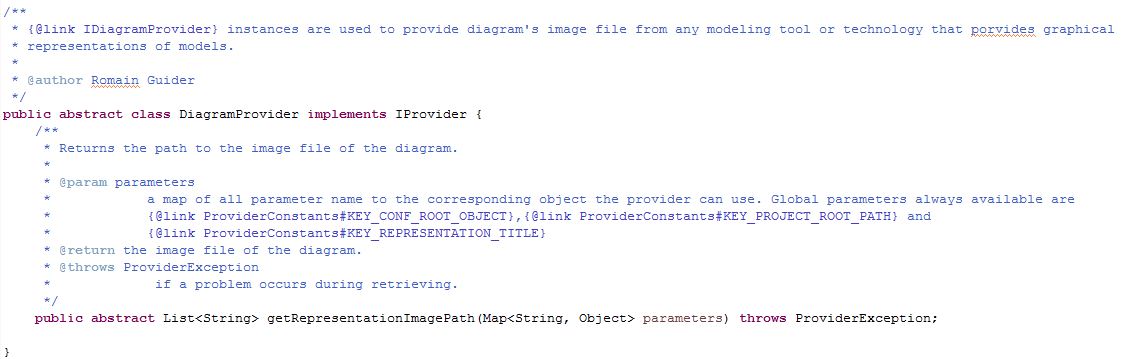 /**
 * {@link IDiagramProvider} instances are used to provide diagram's image file from any modeling tool or technology that porvides graphical
 * representations of models.
 *
 * @author Romain Guider
 */
public abstract class DiagramProvider implements IProvider {
    /**
     * Returns the path to the image file of the diagram.
     *
     * @param parameters
     *            a map of all parameter name to the corresponding object the provider can use. Global parameters always available are
     *            {@link ProviderConstants#KEY_CONF_ROOT_OBJECT},{@link ProviderConstants#KEY_PROJECT_ROOT_PATH} and
     *            {@link ProviderConstants#KEY_REPRESENTATION_TITLE}
     * @return the image file of the diagram.
     * @throws ProviderException
     *             if a problem occurs during retrieving.
     */
    public abstract List<String> getRepresentationImagePath(Map<String, Object> parameters) throws ProviderException;

}